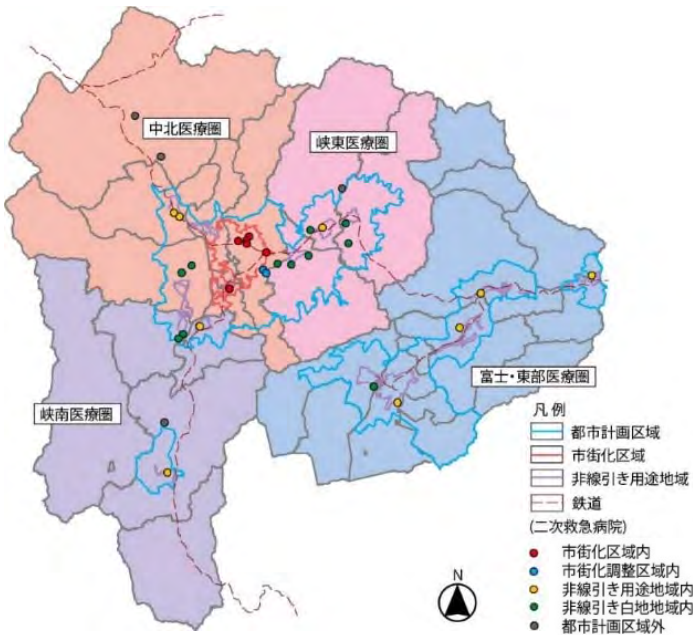 中北医療圏
峡東医療圏
富士・東部医療圏
峡南医療圏
凡例
都市計画区域
市街化区域
非線引き用途地域
鉄道
(二次救急病院)
市街化区域内
市街化調整区域内
非線引き用途地域内
非線引き白地地域内
都市計画区域外
N